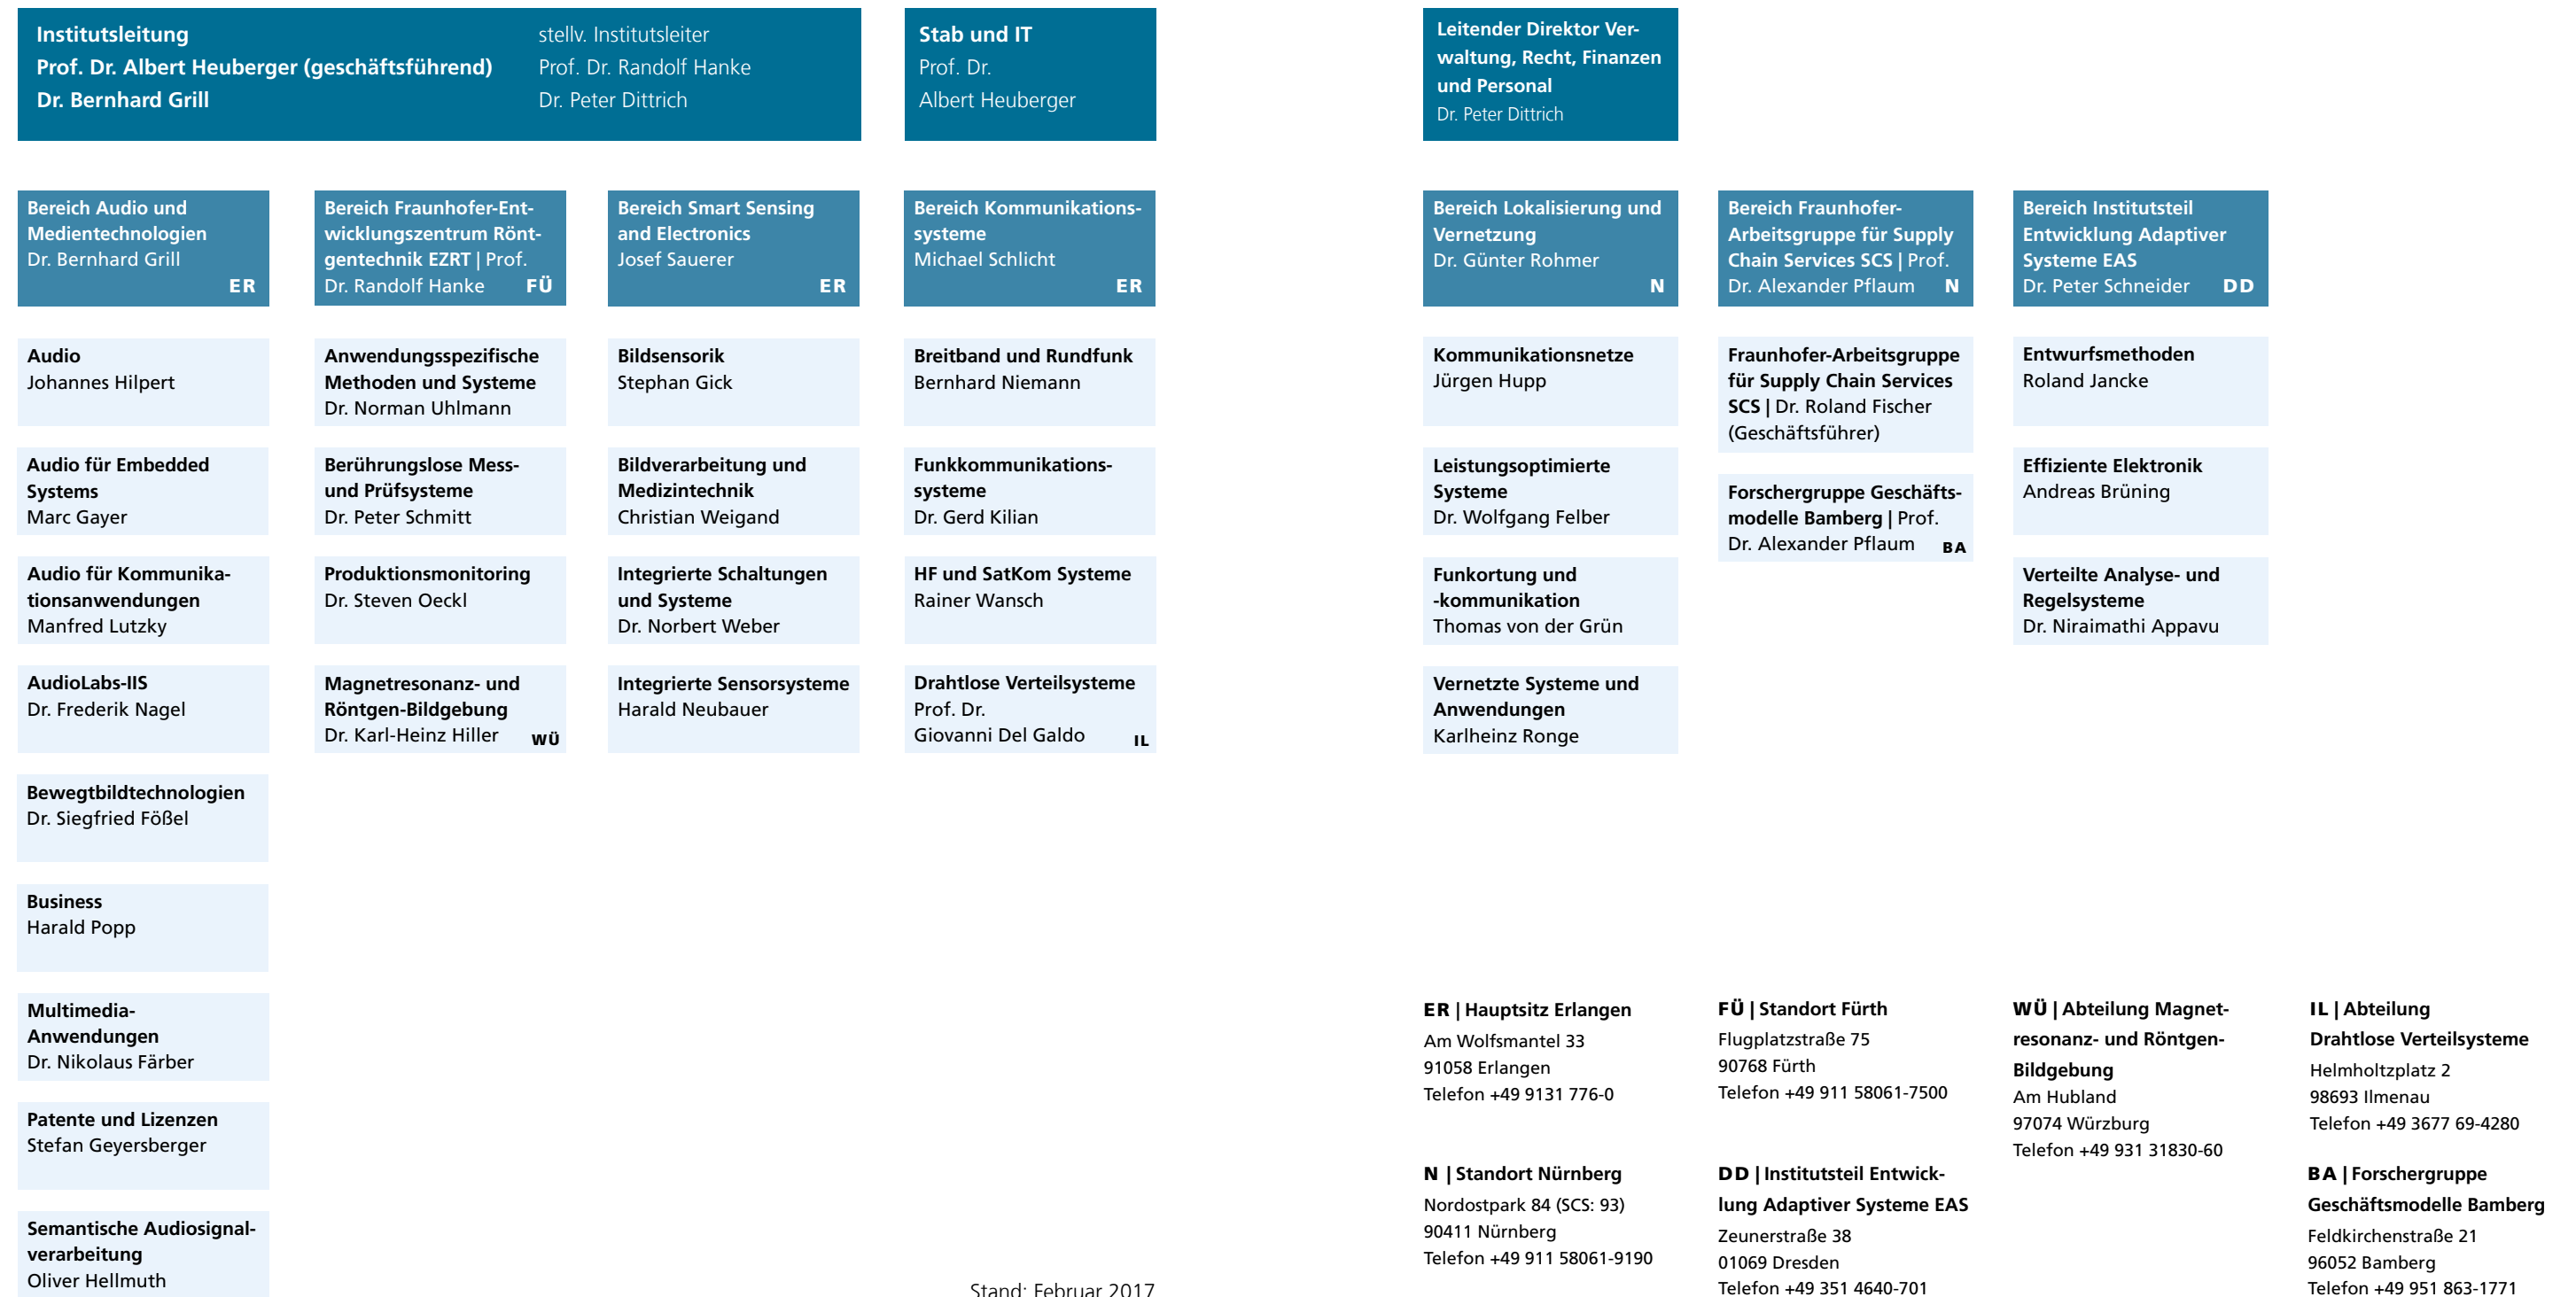 Institutsleitung
Prof. Dr. Albert Heuberger (geschäftsführend)
Dr. Bernhard Grill
stellv. Institutsleiter
Prof. Dr. Randolf Hanke
Dr. Peter Dittrich
Stab und IT
Prof. Dr.
Albert Heuberger
Leitender Direktor Ver-
waltung, Recht, Finanzen
und Personal
Dr. Peter Dittrich
Bereich Audio und
Medientechnologien
Dr. Bernhard Grill
ER
Bereich Fraunhofer-Ent-
wicklungszentrum Rönt-
gentechnik EZRT | Prof.
Dr. Randolf Hanke FÜ
Bereich Smart Sensing
and Electronics
Josef Sauerer
ER
Bereich Kommunikations-
systeme
Michael Schlicht
ER
Bereich Lokalisierung und
Vernetzung
Dr. Günter Rohmer
N
Bereich Fraunhofer-
Arbeitsgruppe für Supply
Chain Services SCS | Prof.
Dr. Alexander Pflaum N
Bereich Institutsteil
Entwicklung Adaptiver
Systeme EAS
Dr. Peter Schneider DD
Audio
Johannes Hilpert
Audio für Embedded
Systems
Marc Gayer
Audio für Kommunika-
tionsanwendungen
Manfred Lutzky
AudioLabs-IIS
Dr. Frederik Nagel
Bewegtbildtechnologien
Dr. Siegfried Fößel
Business
Harald Popp
Multimedia-
Anwendungen
Dr. Nikolaus Färber
Patente und Lizenzen
Stefan Geyersberger
Semantische Audiosignal-
verarbeitung
Oliver Hellmuth
Anwendungsspezifische
Methoden und Systeme
Dr. Norman Uhlmann
Berührungslose Mess-
und Prüfsysteme
Dr. Peter Schmitt
Produktionsmonitoring
Dr. Steven Oeckl
Magnetresonanz- und
Röntgen-Bildgebung
Dr. Karl-Heinz Hiller WÜ
Bildsensorik
Stephan Gick
Bildverarbeitung und
Medizintechnik
Christian Weigand
Integrierte Schaltungen
und Systeme
Dr. Norbert Weber
Integrierte Sensorsysteme
Harald Neubauer
Breitband und Rundfunk
Bernhard Niemann
Funkkommunikations-
systeme
Dr. Gerd Kilian
HF und SatKom Systeme
Rainer Wansch
Drahtlose Verteilsysteme
Prof. Dr.
Giovanni Del Galdo IL
Kommunikationsnetze
Jürgen Hupp
Leistungsoptimierte
Systeme
Dr. Wolfgang Felber
Funkortung und
-kommunikation
Thomas von der Grün
Vernetzte Systeme und
Anwendungen
Karlheinz Ronge
Fraunhofer-Arbeitsgruppe
für Supply Chain Services
SCS | Dr. Roland Fischer
(Geschäftsführer)
Forschergruppe Geschäfts-
modelle Bamberg | Prof.
Dr. Alexander Pflaum BA
Entwurfsmethoden
Roland Jancke
Effiziente Elektronik
Andreas Brüning
Verteilte Analyse- und
Regelsysteme
Dr. Niraimathi Appavu
ER | Hauptsitz Erlangen
Am Wolfsmantel 33
91058 Erlangen
Telefon +49 9131 776-0
FÜ | Standort Fürth
Flugplatzstraße 75
90768 Fürth
Telefon +49 911 58061-7500
WÜ | Abteilung Magnet-
resonanz- und Röntgen-
Bildgebung
Am Hubland
97074 Würzburg
Telefon +49 931 31830-60
IL | Abteilung
Drahtlose Verteilsysteme
Helmholtzplatz 2
98693 Ilmenau
Telefon +49 3677 69-4280
N | Standort Nürnberg
Nordostpark 84 (SCS: 93)
90411 Nürnberg
Telefon +49 911 58061-9190
DD | Institutsteil Entwick-
lung Adaptiver Systeme EAS
Zeunerstraße 38
01069 Dresden
Telefon +49 351 4640-701
BA | Forschergruppe
Geschäftsmodelle Bamberg
Feldkirchenstraße 21
96052 Bamberg
Telefon +49 951 863-1771
Stand: Februar 2017